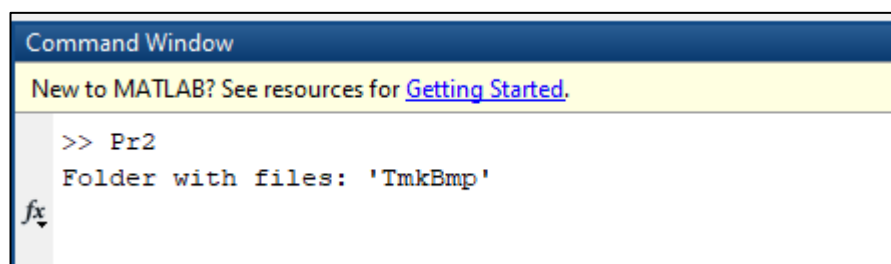 Command Window
New to MATLAB? See resources for Getting Started.
>> Pr2
Folder with files: 'TmkBmp'
fx